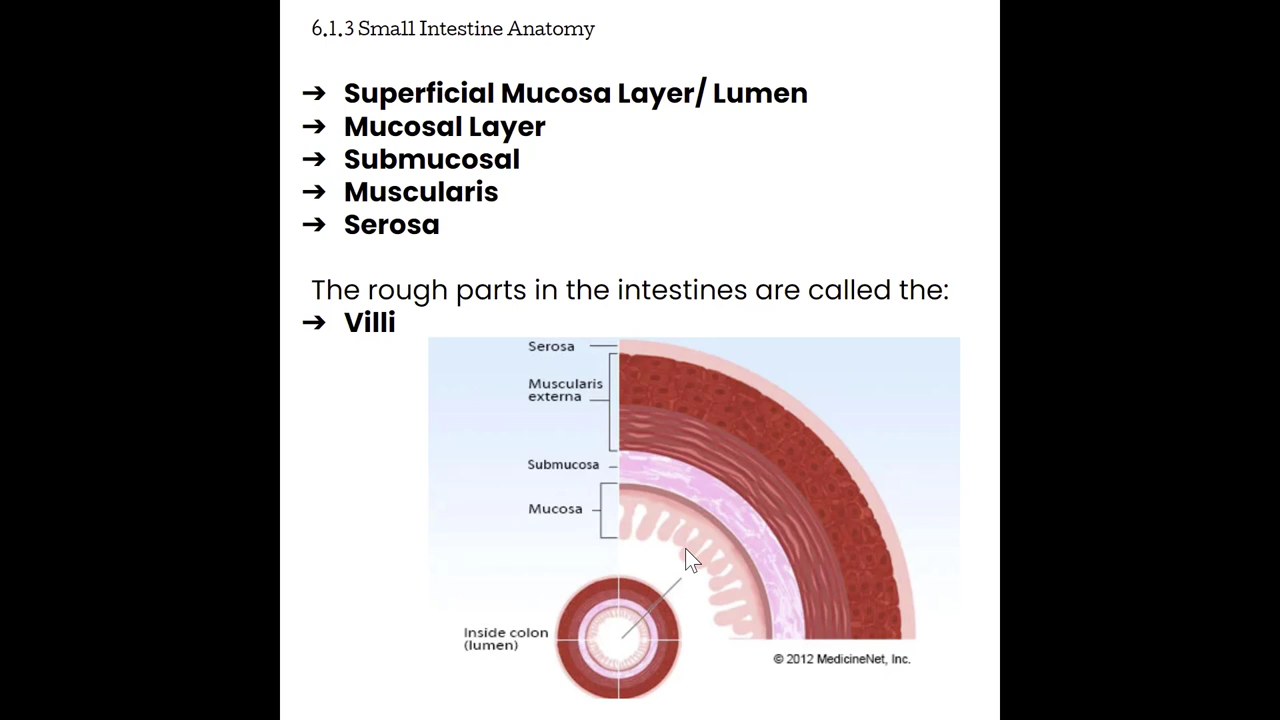 6.1.3 Small Intestine Anatomy
➔ Superficial Mucosa Layer/ Lumen
➔ Mucosal Layer
➔ Submucosal
➔ Muscularis
➔ Serosa
The rough parts in the intestines are called the:
➔ Villi
Serosa
Muscularis
externa
Submucosa
Mucosa
Inside colon
(lumen)
© 2012 MedicineNet, Inc.